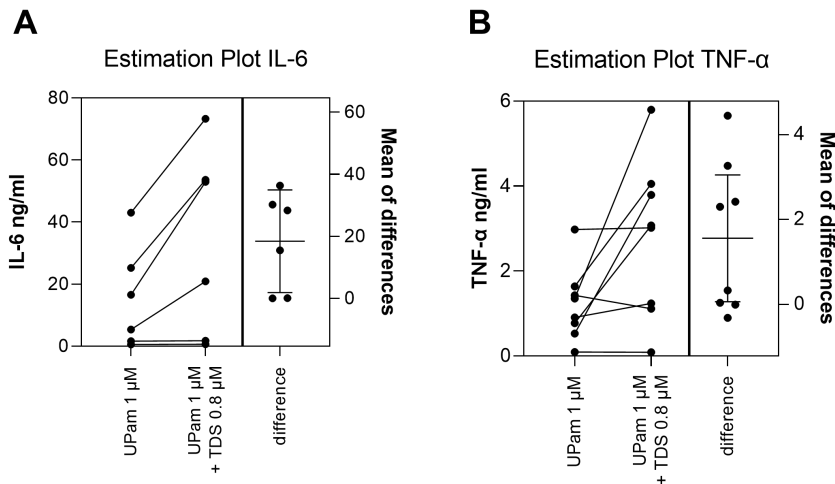 A
Estimation Plot IL-6
80
60
40
20
0
IL-6 ng/ml
60
40
20
0
Mean of differences
UPam 1 µM
UPam 1 µM
+ TDS 0.8 µM
difference
B
Estimation Plot TNF-α
6
4
2
0
TNF-α ng/ml
4
2
0
Mean of differences
UPam 1 µM
UPam 1 µM
+ TDS 0.8 µM
difference